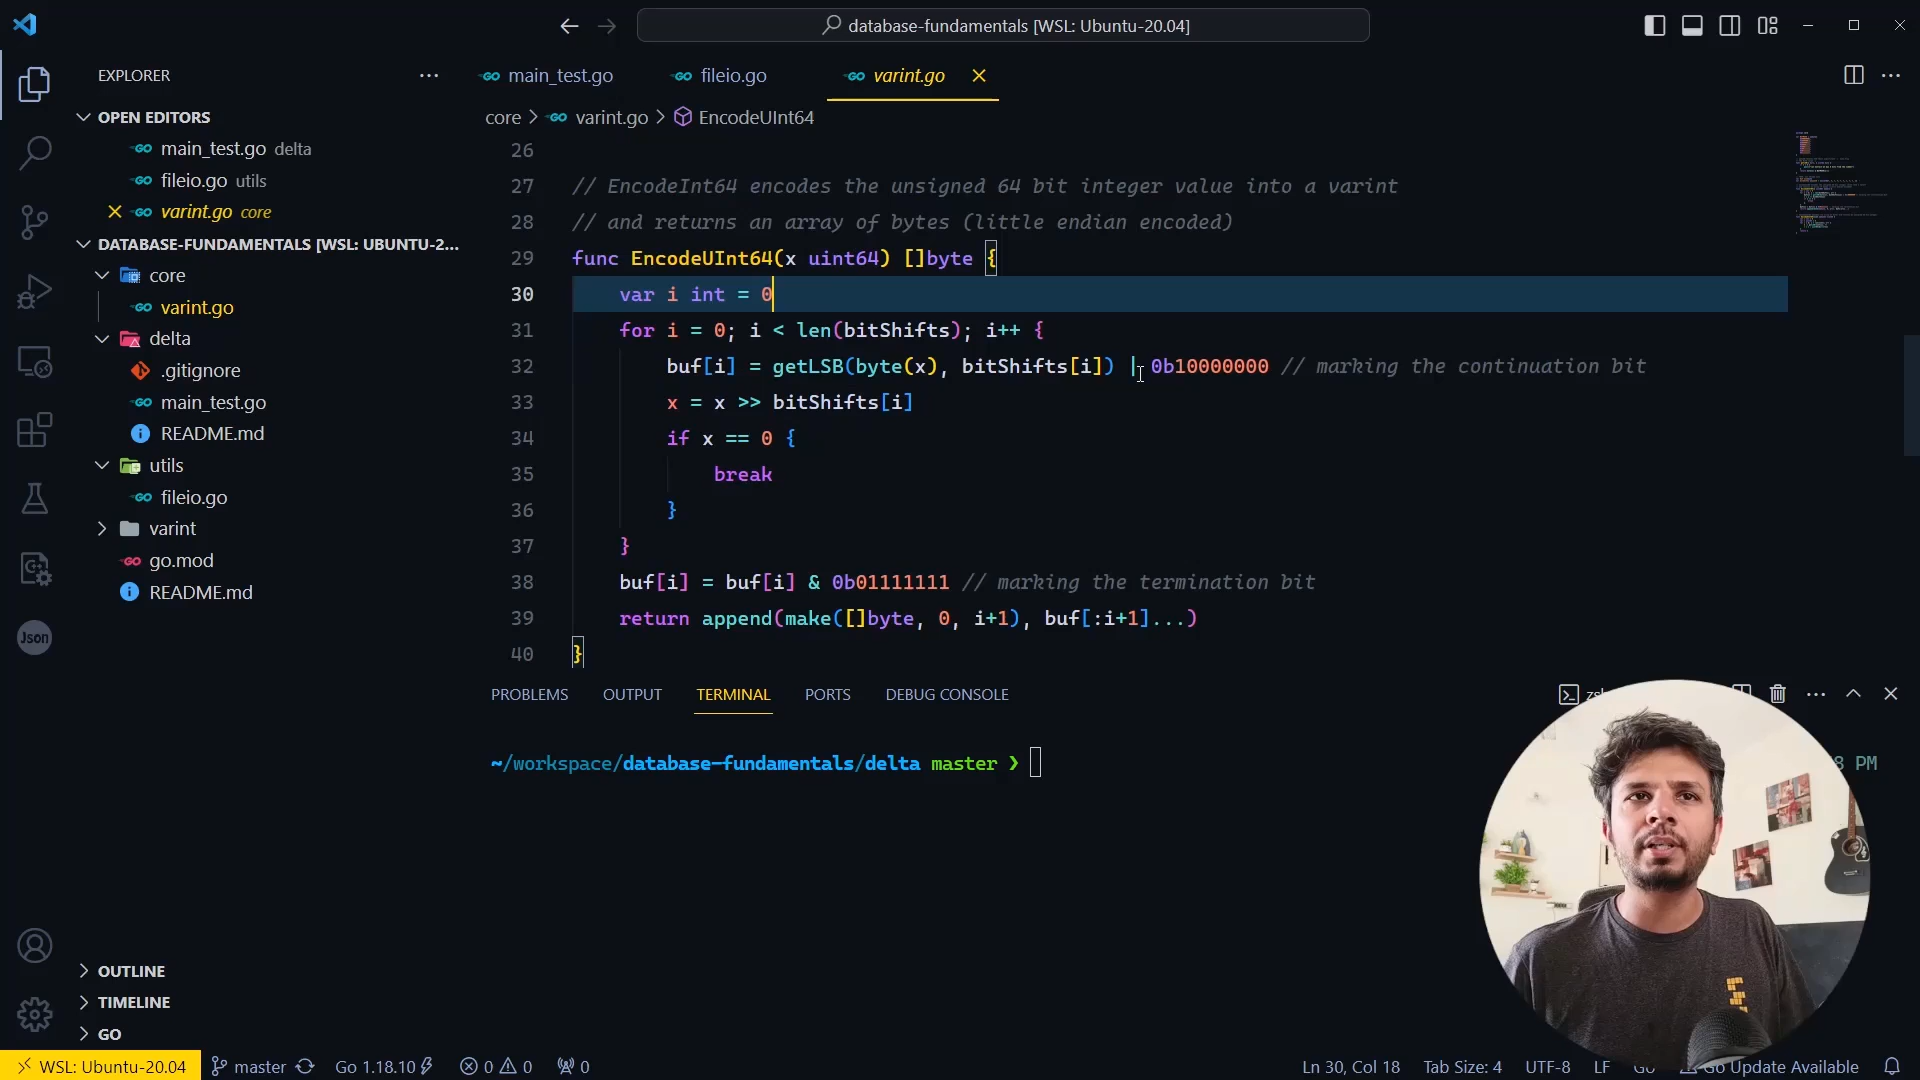 database-fundamentals [WSL: Ubuntu-20.04]
EXPLORER
main_test.go
fileio.go
varint.go
OPEN EDITORS
main_test.go delta
fileio.go utils
varint.go core
DATABASE-FUNDAMENTALS [WSL: UBUNTU-2...
core
varint.go
delta
.gitignore
main_test.go
README.md
utils
fileio.go
varint
go.mod
README.md
OUTLINE
TIMELINE
GO
Json
core > varint.go > EncodeUInt64
26
27 // EncodeInt64 encodes the unsigned 64 bit integer value into a varint
28 // and returns an array of bytes (little endian encoded)
29 func EncodeUInt64(x uint64) []byte {
30 var i int = 0
31 for i = 0; i < len(bitShifts); i++ {
32 buf[i] = getLSB(byte(x), bitShifts[i]) | 0b10000000 // marking the continuation bit
33 x = x >> bitShifts[i]
34 if x == 0 {
35 break
36 }
37 }
38 buf[i] = buf[i] & 0b01111111 // marking the termination bit
39 return append(make([]byte, 0, i+1), buf[:i+1]...)
40 }
PROBLEMS OUTPUT TERMINAL PORTS DEBUG CONSOLE
~/workspace/database-fundamentals/delta master ❯
PM
WSL: Ubuntu-20.04 master Go 1.18.10 0 0 0 Ln 30, Col 18 Tab Size: 4 UTF-8 LF Go Go Update Available